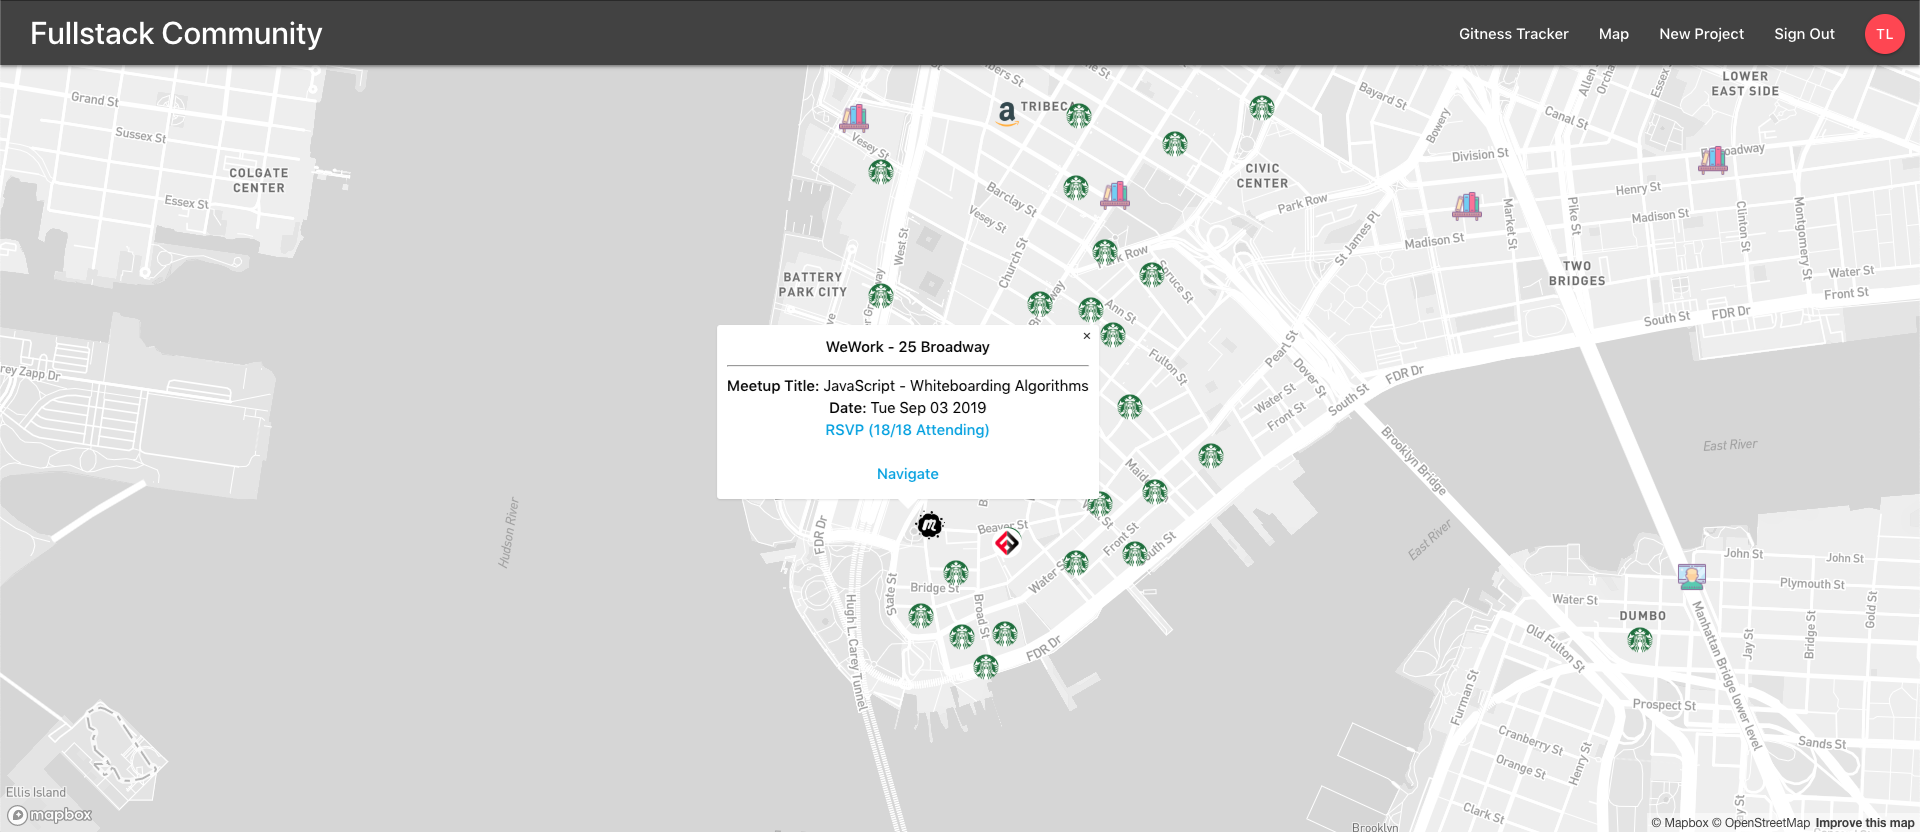 Fullstack Community
Gitness Tracker
Map
New Project
Sign Out
TL
Grand St
Sussex St
COLGATE
CENTER
Essex St
Vesey St
a
TRIBECA
Bayard St
Bowery
Essex St
LOWER
EAST SIDE
Canal St
Division St
Broadway
CIVIC
CENTER
Park Row
Henry St
Madison St
Pike St
Market St
Clinton St
Montgomery St
Barclay St
Vesey St
West St
Church St
Park Row
Spruce St
St James Pl
Madison St
BATTERY
PARK CITY
TWO
BRIDGES
Water St
Front St
South St
FDR Dr
Ann St
Fulton St
Pearl St
Dover St
FDR Dr
South St
Water St
Front St
×
WeWork - 25 Broadway
Meetup Title: JavaScript - Whiteboarding Algorithms
Date: Tue Sep 03 2019
RSVP (18/18 Attending)
Navigate
rey Zapp Dr
Hudson River
Brooklyn Bridge
East River
East River
FDR Dr
Beaver St
Front St
South St
Water St
Bridge St
State St
Broad St
FDR Dr
Hugh L. Carey Tunnel
John St
John St
Plymouth St
Water St
DUMBO
Gold St
Bridge St
Jay St
Old Fulton St
Manhattan Bridge lower level
Furman St
Prospect St
Cranberry St
Orange St
Henry St
Sands St
Clark St
Brooklyn
Ellis Island
mapbox
© Mapbox © OpenStreetMap Improve this map